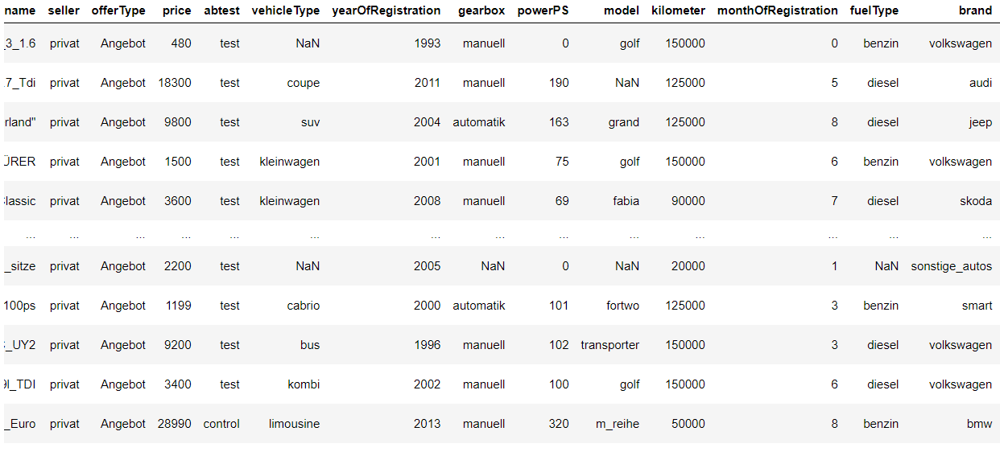 name seller offerType price abtest vehicleType yearOfRegistration gearbox powerPS model kilometer monthOfRegistration fuelType brand
_3_1.6 privat Angebot 480 test NaN 1993 manuell 0 golf 150000 0 benzin volkswagen
.7_Tdi privat Angebot 18300 test coupe 2011 manuell 190 NaN 125000 5 diesel audi
rland" privat Angebot 9800 test suv 2004 automatik 163 grand 125000 8 diesel jeep
ÜRER privat Angebot 1500 test kleinwagen 2001 manuell 75 golf 150000 6 benzin volkswagen
Classic privat Angebot 3600 test kleinwagen 2008 manuell 69 fabia 90000 7 diesel skoda
... ... ... ... ... ... ... ... ... ... ... ... ... ...
_sitze privat Angebot 2200 test NaN 2005 NaN 0 NaN 20000 1 NaN sonstige_autos
100ps privat Angebot 1199 test cabrio 2000 automatik 101 fortwo 125000 3 benzin smart
_UY2 privat Angebot 9200 test bus 1996 manuell 102 transporter 150000 3 diesel volkswagen
9l_TDI privat Angebot 3400 test kombi 2002 manuell 100 golf 150000 6 diesel volkswagen
_Euro privat Angebot 28990 control limousine 2013 manuell 320 m_reihe 50000 8 benzin bmw